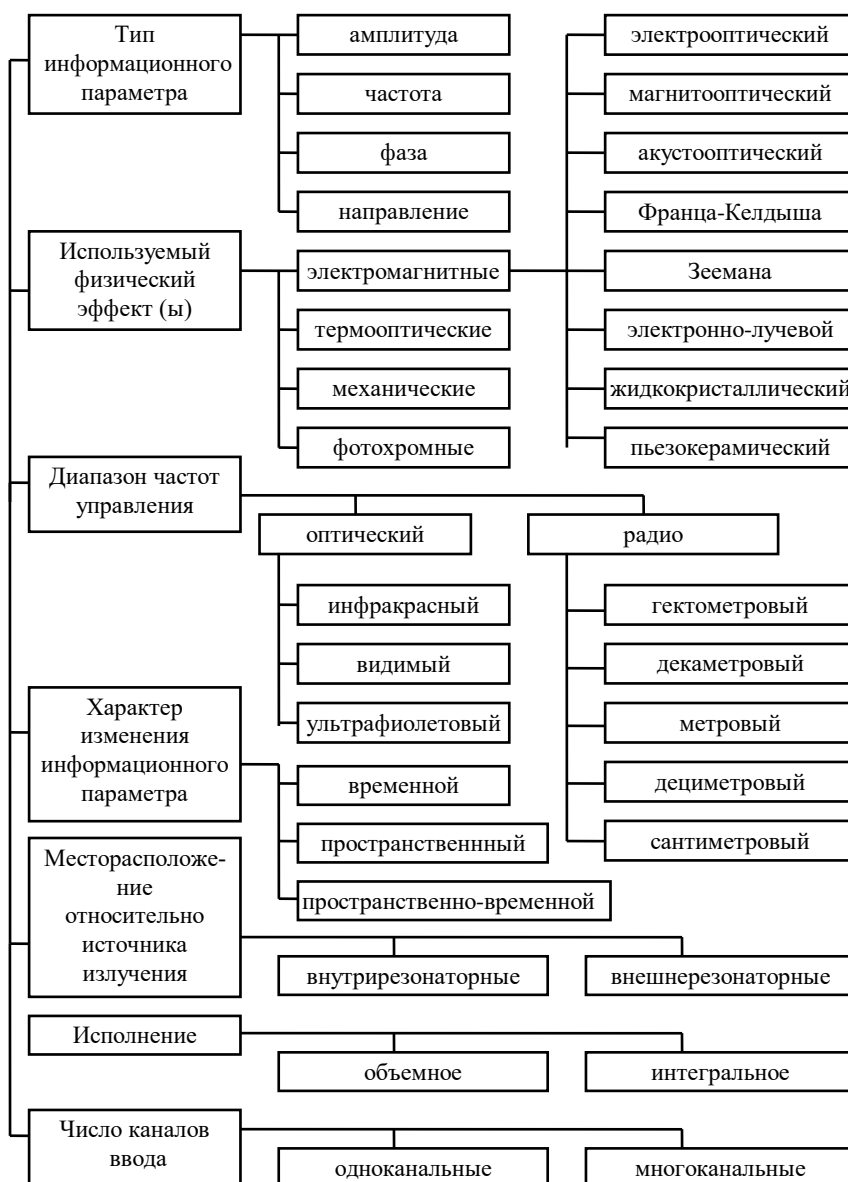 Тип
информационного
параметра
амплитуда
частота
фаза
направление
Используемый
физический
эффект (ы)
электромагнитные
термооптические
механические
фотохромные
электрооптический
магнитооптический
акустооптический
Франца-Келдыша
Зеемана
электронно-лучевой
жидкокристаллический
пьезокерамический
Диапазон частот
управления
оптический
инфракрасный
видимый
ультрафиолетовый
радио
гектометровый
декаметровый
метровый
дециметровый
сантиметровый
Характер
изменения
информационного
параметра
временной
пространственнный
пространственно-временной
Месторасположе-
ние
относительно
источника
излучения
внутрирезонаторные
внешнерезонаторные
Исполнение
объемное
интегральное
Число каналов
ввода
одноканальные
многоканальные